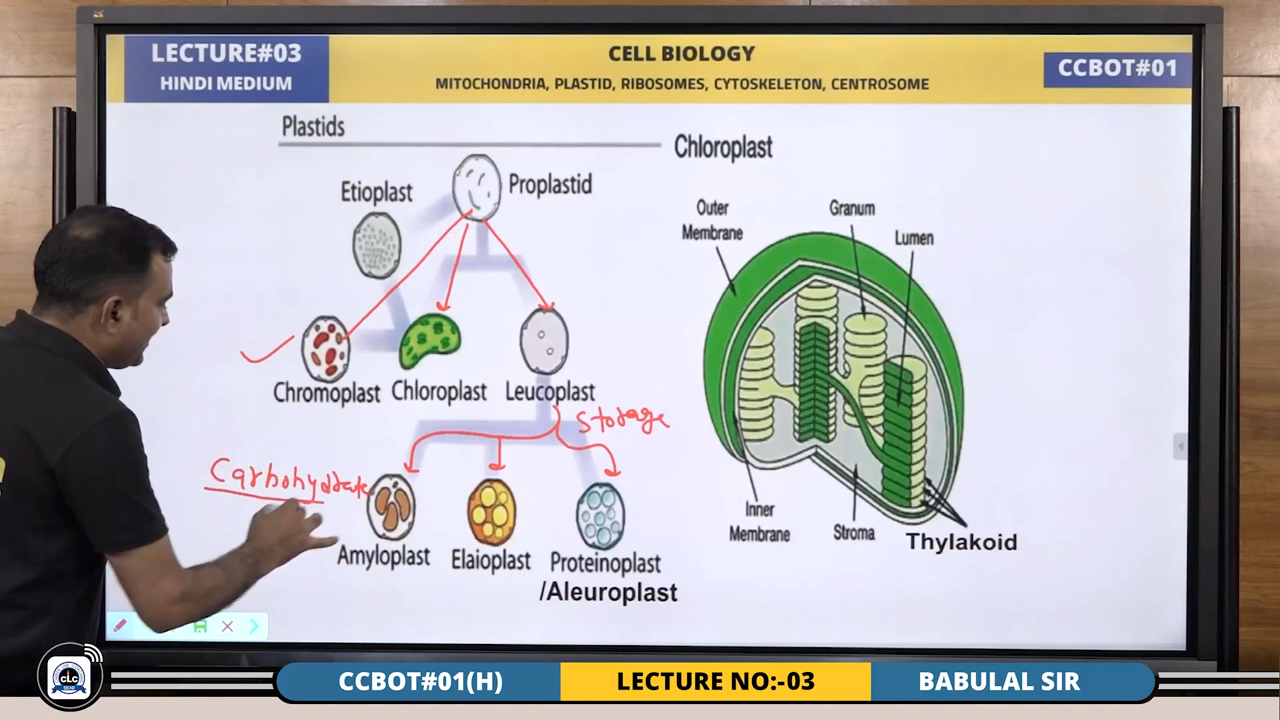 LECTURE#03
HINDI MEDIUM
CELL BIOLOGY
MITOCHONDRIA, PLASTID, RIBOSOMES, CYTOSKELETON, CENTROSOME
CCBOT#01
Plastids
Etioplast
Proplastid
Chromoplast
Chloroplast
Leucoplast
Storage
Carbohydrate
Amyloplast
Elaioplast
Proteinoplast
/Aleuroplast
Chloroplast
Outer
Membrane
Granum
Lumen
Inner
Membrane
Stroma
Thylakoid
CLC
CCBOT#01(H)
LECTURE NO:-03
BABULAL SIR